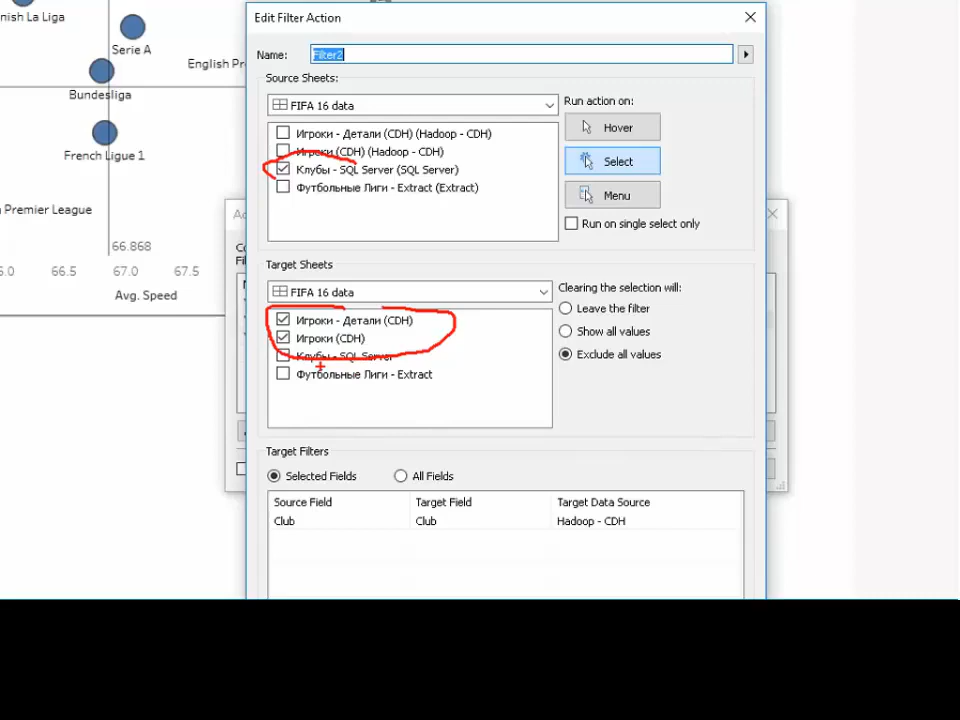 nish La Liga
Serie A
English Pr
Bundesliga
French Ligue 1
Premier League
66.868
5.0 66.5 67.0 67.5
Avg. Speed
Edit Filter Action
Name: Filter2
Source Sheets:
FIFA 16 data
Игроки - Детали (CDH) (Hadoop - CDH)
Игроки (CDH) (Hadoop - CDH)
Клубы - SQL Server (SQL Server)
Футбольные Лиги - Extract (Extract)
Run action on:
Hover
Select
Menu
Run on single select only
Target Sheets
FIFA 16 data
Игроки - Детали (CDH)
Игроки (CDH)
Клубы - SQL Server
Футбольные Лиги - Extract
Clearing the selection will:
Leave the filter
Show all values
Exclude all values
Target Filters
Selected Fields All Fields
Source Field Target Field Target Data Source
Club Club Hadoop - CDH